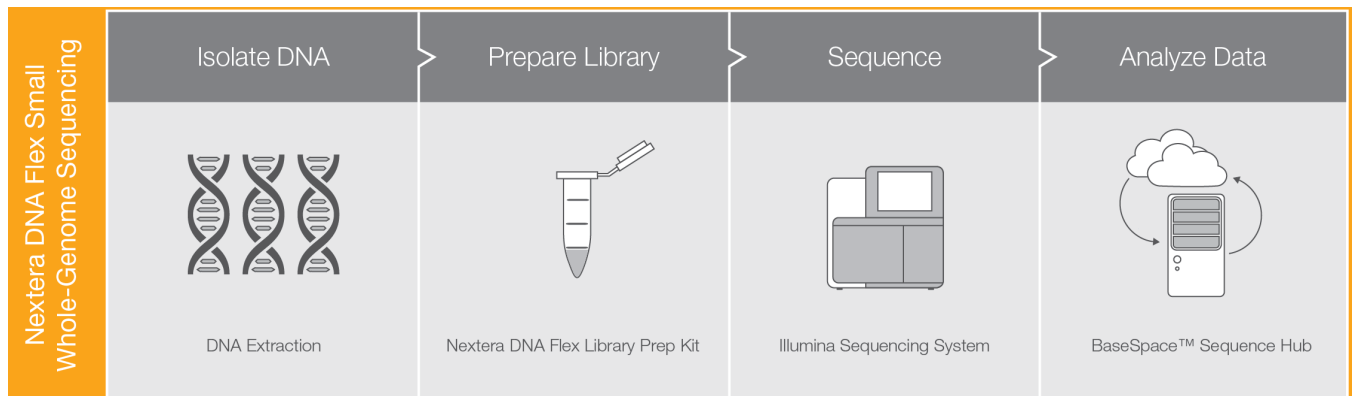 Nextera DNA Flex Small
Whole-Genome Sequencing
Isolate DNA
Prepare Library
Sequence
Analyze Data
DNA Extraction
Nextera DNA Flex Library Prep Kit
Illumina Sequencing System
BaseSpace™ Sequence Hub